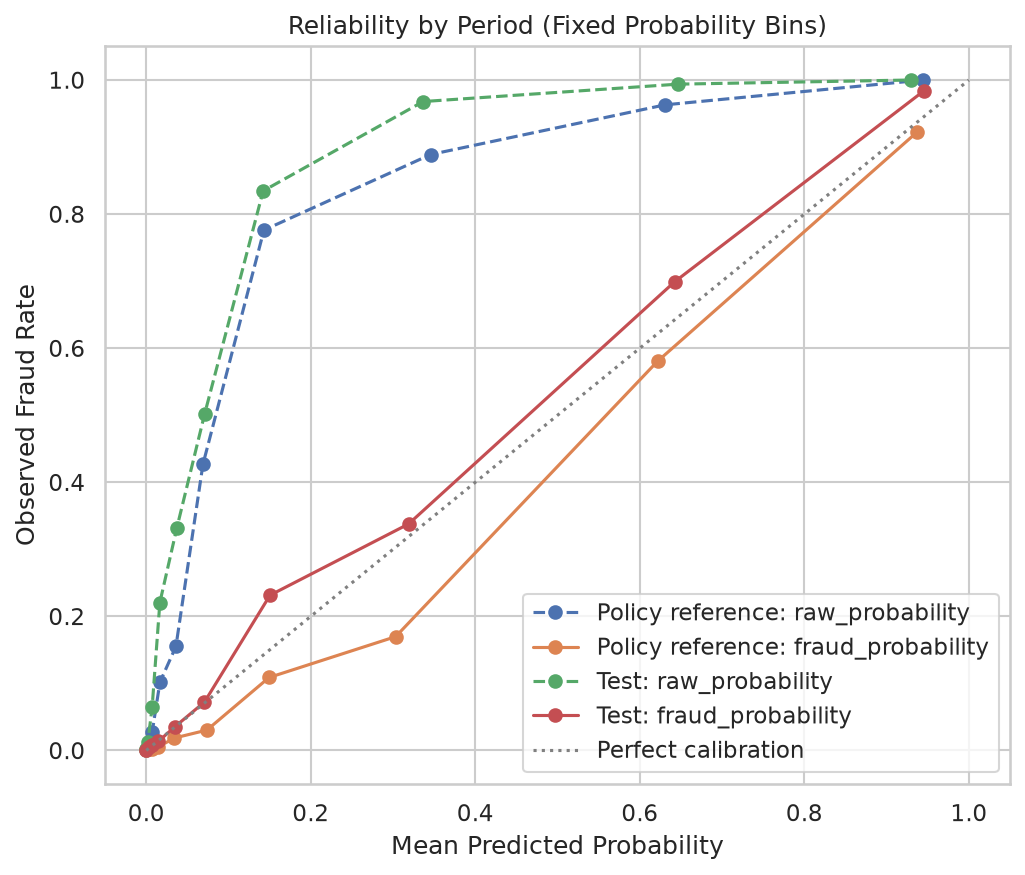 Reliability by Period (Fixed Probability Bins)
1.0
0.8
0.6
0.4
0.2
0.0
Observed Fraud Rate
Policy reference: raw_probability
Policy reference: fraud_probability
Test: raw_probability
Test: fraud_probability
Perfect calibration
0.0 0.2 0.4 0.6 0.8 1.0
Mean Predicted Probability